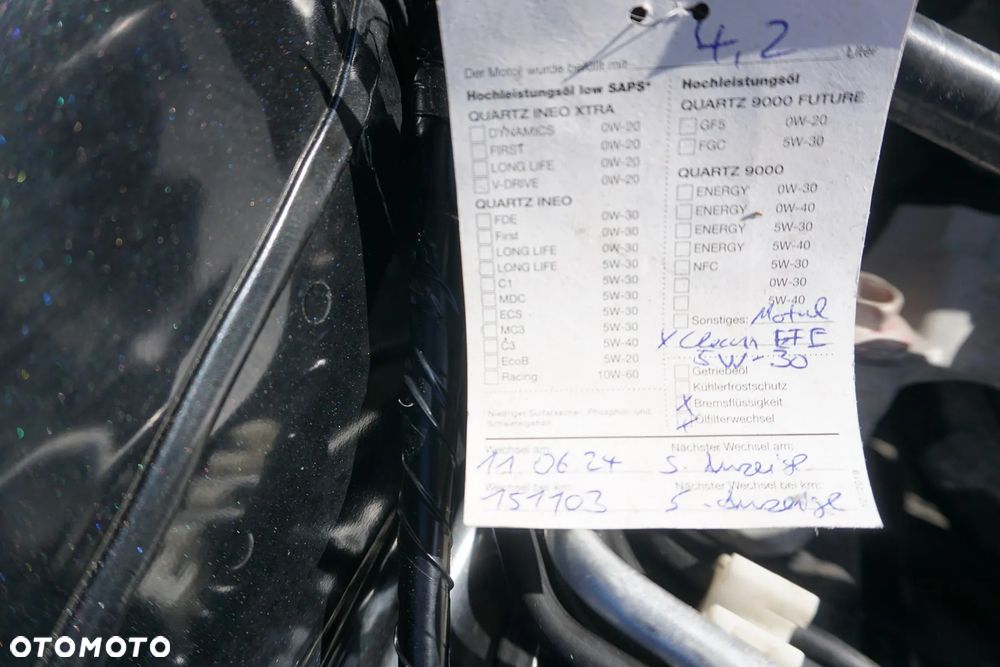 4,2
Der Motor wurde befüllt mit Liter
Hochleistungsöl low SAPS*
QUARTZ INEO XTRA
DYNAMICS 0W-20
FIRST 0W-20
LONG LIFE 0W-20
V-DRIVE 0W-20
QUARTZ INEO
FDE 0W-30
First 0W-30
LONG LIFE 0W-30
LONG LIFE 5W-30
C1 5W-30
MDC 5W-30
ECS 5W-30
MC3 5W-30
C3 5W-40
EcoB 5W-20
Racing 10W-60
Niedriger Sulfatasche-, Phosphor- und
Schwefelgehalt
Hochleistungsöl
QUARTZ 9000 FUTURE
GF5 0W-20
FGC 5W-30
QUARTZ 9000
ENERGY 0W-30
ENERGY 0W-40
ENERGY 5W-30
ENERGY 5W-40
NFC 5W-30
0W-30
5W-40
Sonstiges: Motul
X Clean EFE
5W-30
Getriebeöl
Kühlerfrostschutz
X Bremsflüssigkeit
X Ölfilterwechsel
Wechsel am: Nächster Wechsel am:
11.06.24 s. Anzeige
Wechsel bei km: Nächster Wechsel bei km:
151103 s. Anzeige
OTOMOTO